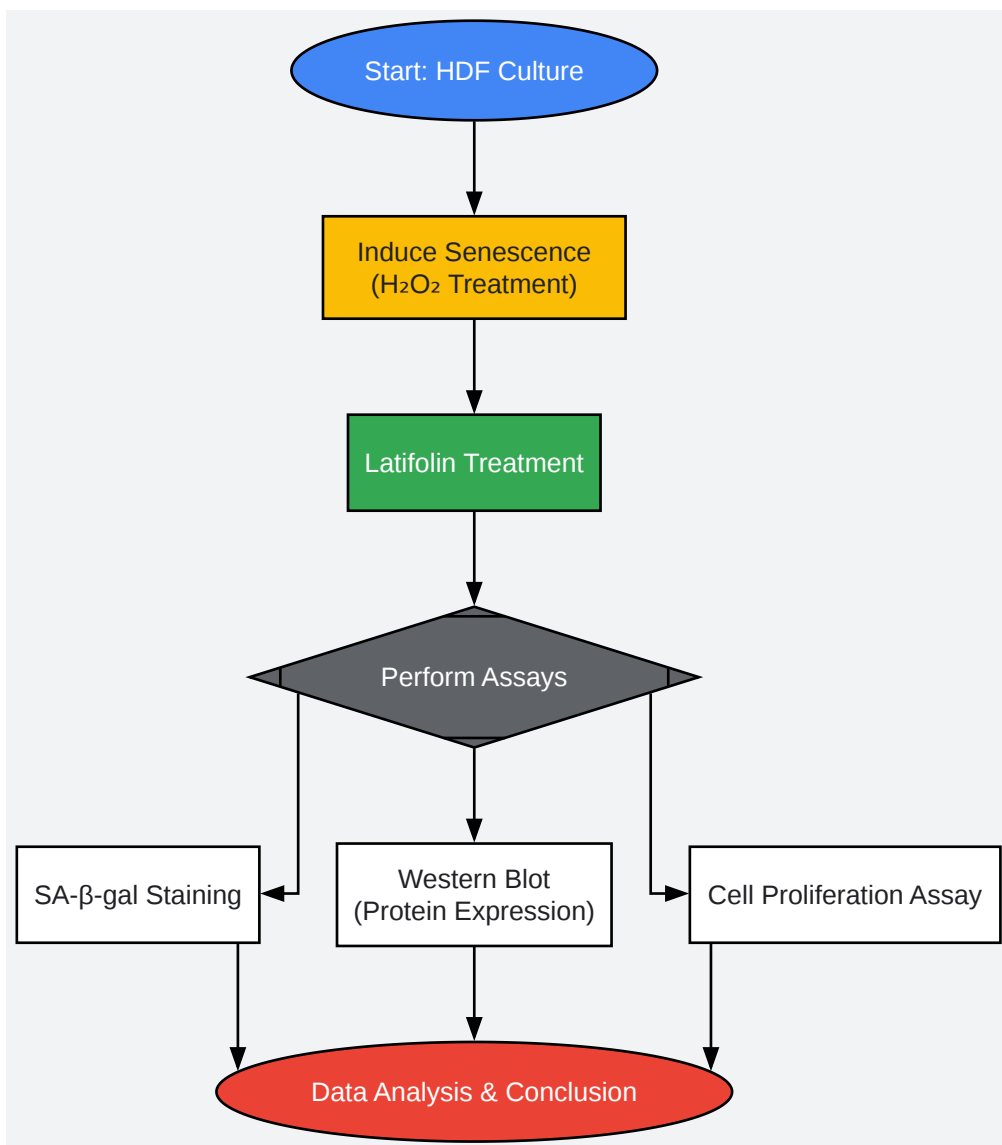 Start: HDF Culture
Induce Senescence
(H₂O₂ Treatment)
Latifolin Treatment
Perform Assays
SA-β-gal Staining
Western Blot
(Protein Expression)
Cell Proliferation Assay
Data Analysis & Conclusion